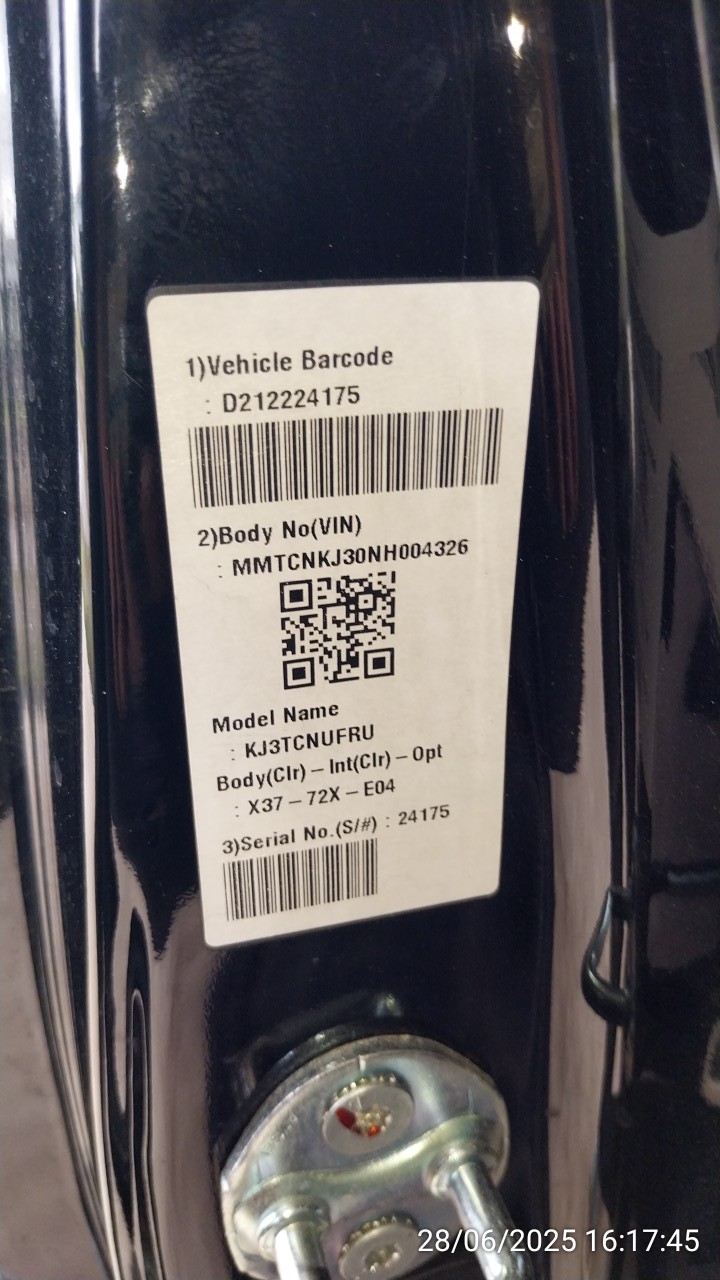 1)Vehicle Barcode
: D212224175
2)Body No(VIN)
: MMTCNKJ30NH004326
Model Name
: KJ3TCNUFRU
Body(Clr) – Int(Clr) – Opt
: X37 – 72X – E04
3)Serial No.(S/#) : 24175
28/06/2025 16:17:45